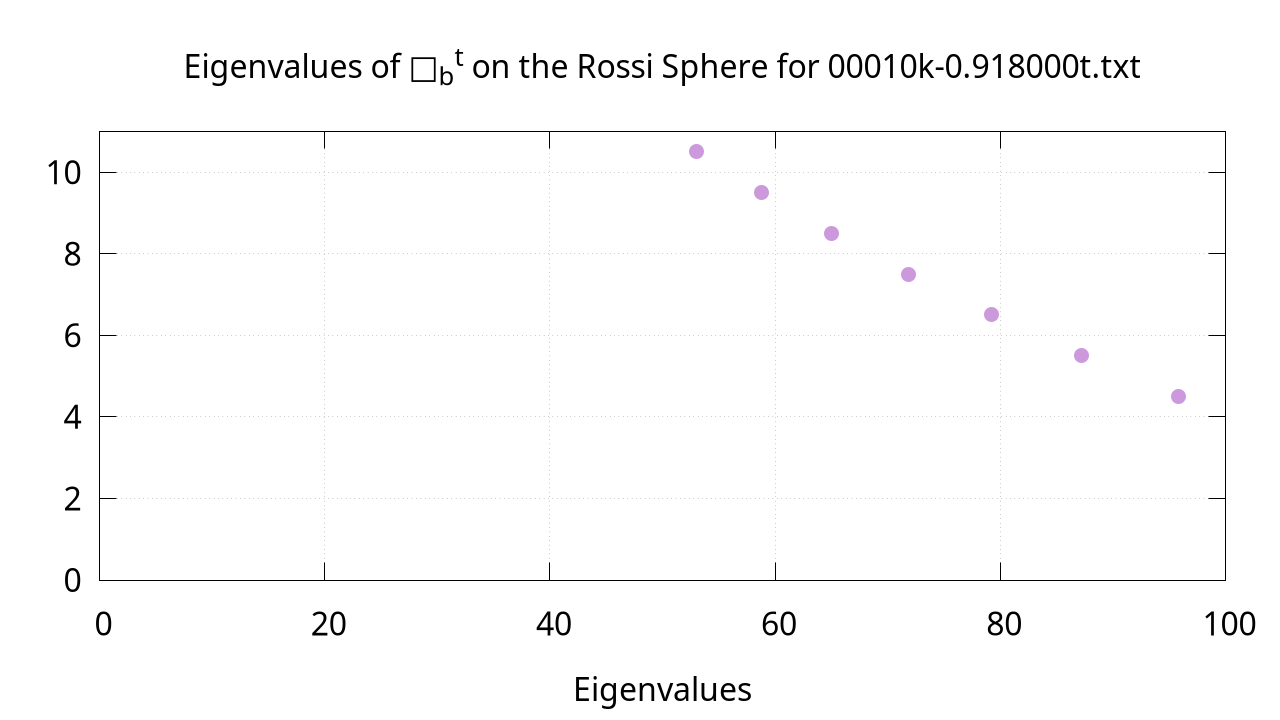 Eigenvalues of □bᵗ on the Rossi Sphere for 00010k-0.918000t.txt
10
8
6
4
2
0
0 20 40 60 80 100
Eigenvalues